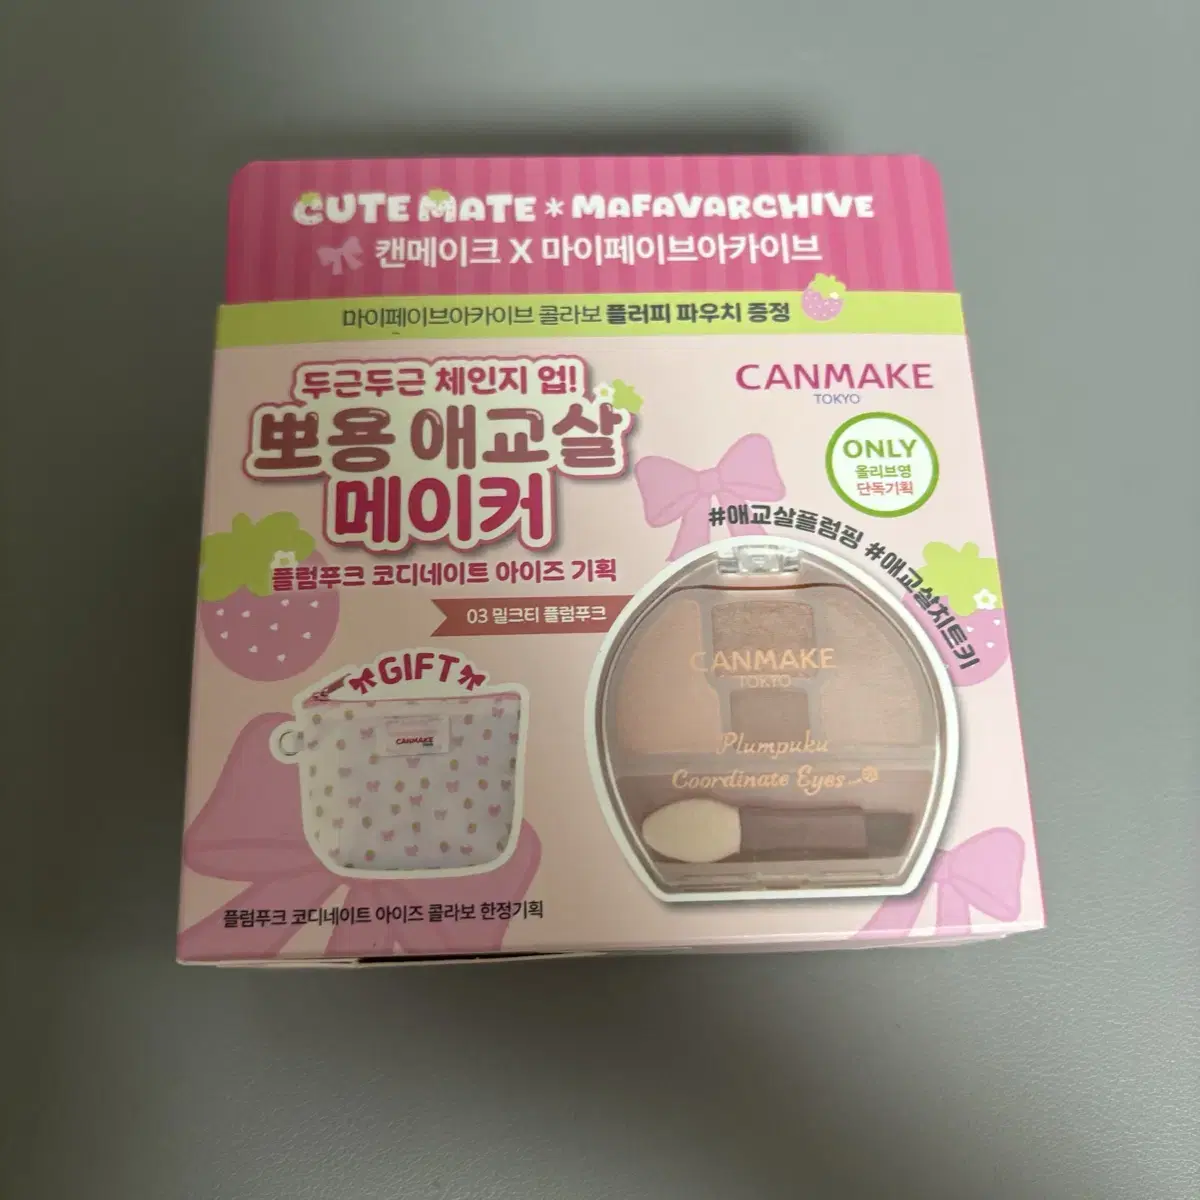 CUTE MATE * MAFAVARCHIVE
캔메이크 X 마이페이브아카이브
마이페이브아카이브 콜라보 플러피 파우치 증정
두근두근 체인지 업!
뽀용 애교살
메이커
플럼푸크 코디네이트 아이즈 기획
03 밀크티 플럼푸크
CANMAKE
TOKYO
ONLY
올리브영
단독기획
#애교살플럼핑 #애교살치트키
GIFT
CANMAKE
CANMAKE
TOKYO
Plumpuku
Coordinate Eyes
플럼푸크 코디네이트 아이즈 콜라보 한정기획